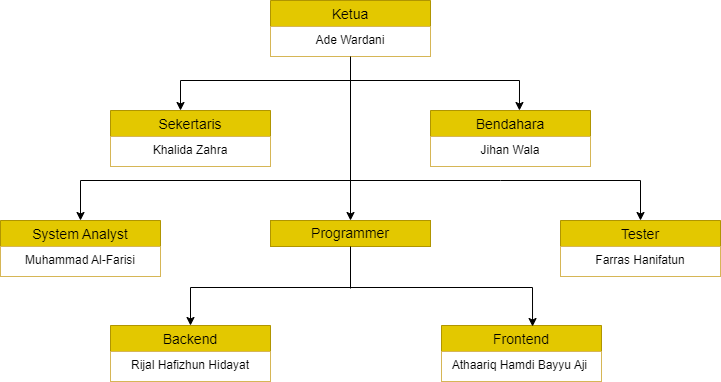 Ketua
Ade Wardani
Sekertaris
Khalida Zahra
Bendahara
Jihan Wala
System Analyst
Muhammad Al-Farisi
Programmer
Tester
Farras Hanifatun
Backend
Rijal Hafizhun Hidayat
Frontend
Athaariq Hamdi Bayyu Aji